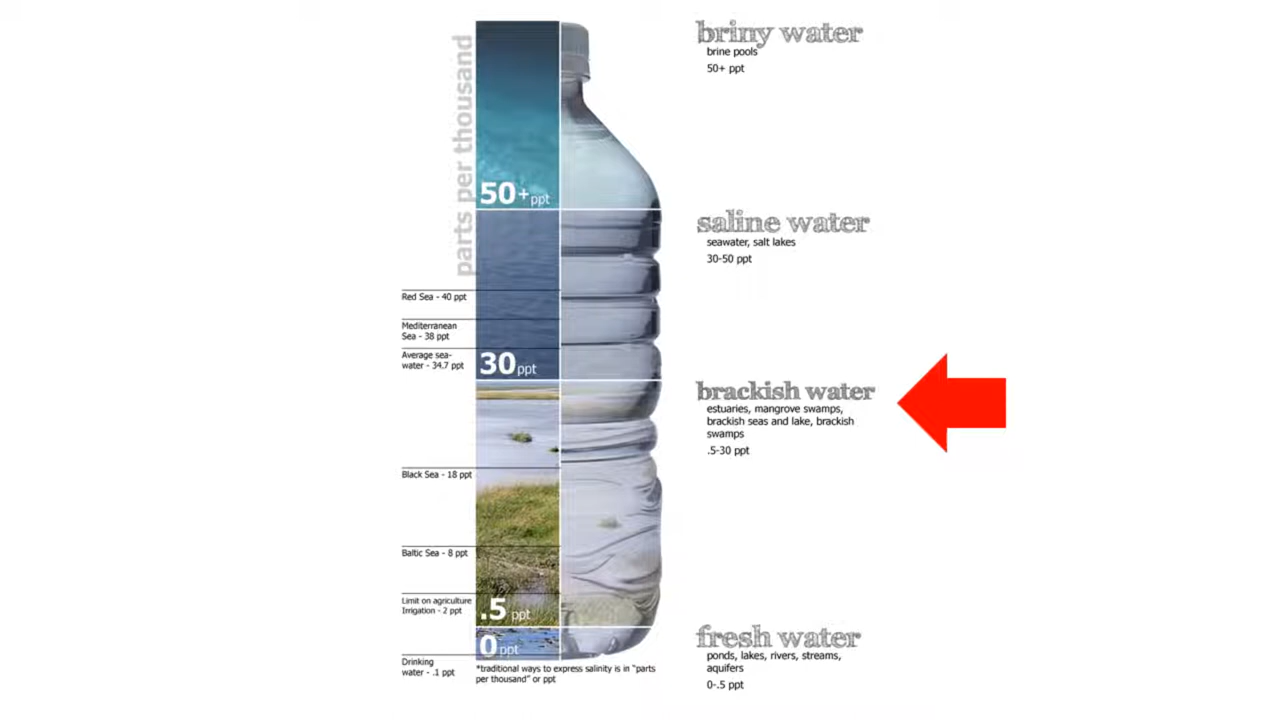 parts per thousand
50+ppt
30ppt
.5 ppt
0ppt
Red Sea - 40 ppt
Mediterranean
Sea - 38 ppt
Average sea-
water - 34.7 ppt
Black Sea - 18 ppt
Baltic Sea - 8 ppt
Limit on agriculture
Irrigation - 2 ppt
Drinking
water - .1 ppt
*traditional ways to express salinity is in "parts
per thousand" or ppt
briny water
brine pools
50+ ppt
saline water
seawater, salt lakes
30-50 ppt
brackish water
estuaries, mangrove swamps,
brackish seas and lake, brackish
swamps
.5-30 ppt
fresh water
ponds, lakes, rivers, streams,
aquifers
0-.5 ppt